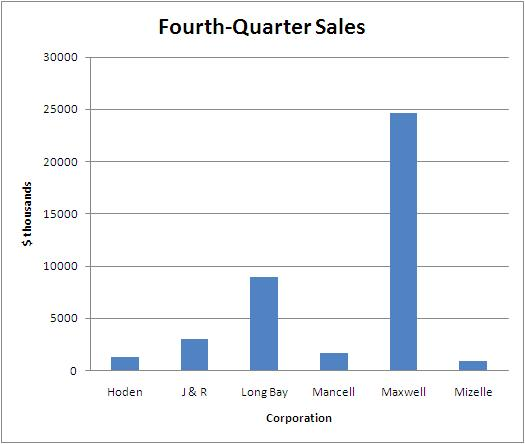 Fourth-Quarter Sales
30000
25000
20000
15000
10000
5000
0
$ thousands
Hoden J & R Long Bay Mancell Maxwell Mizelle
Corporation